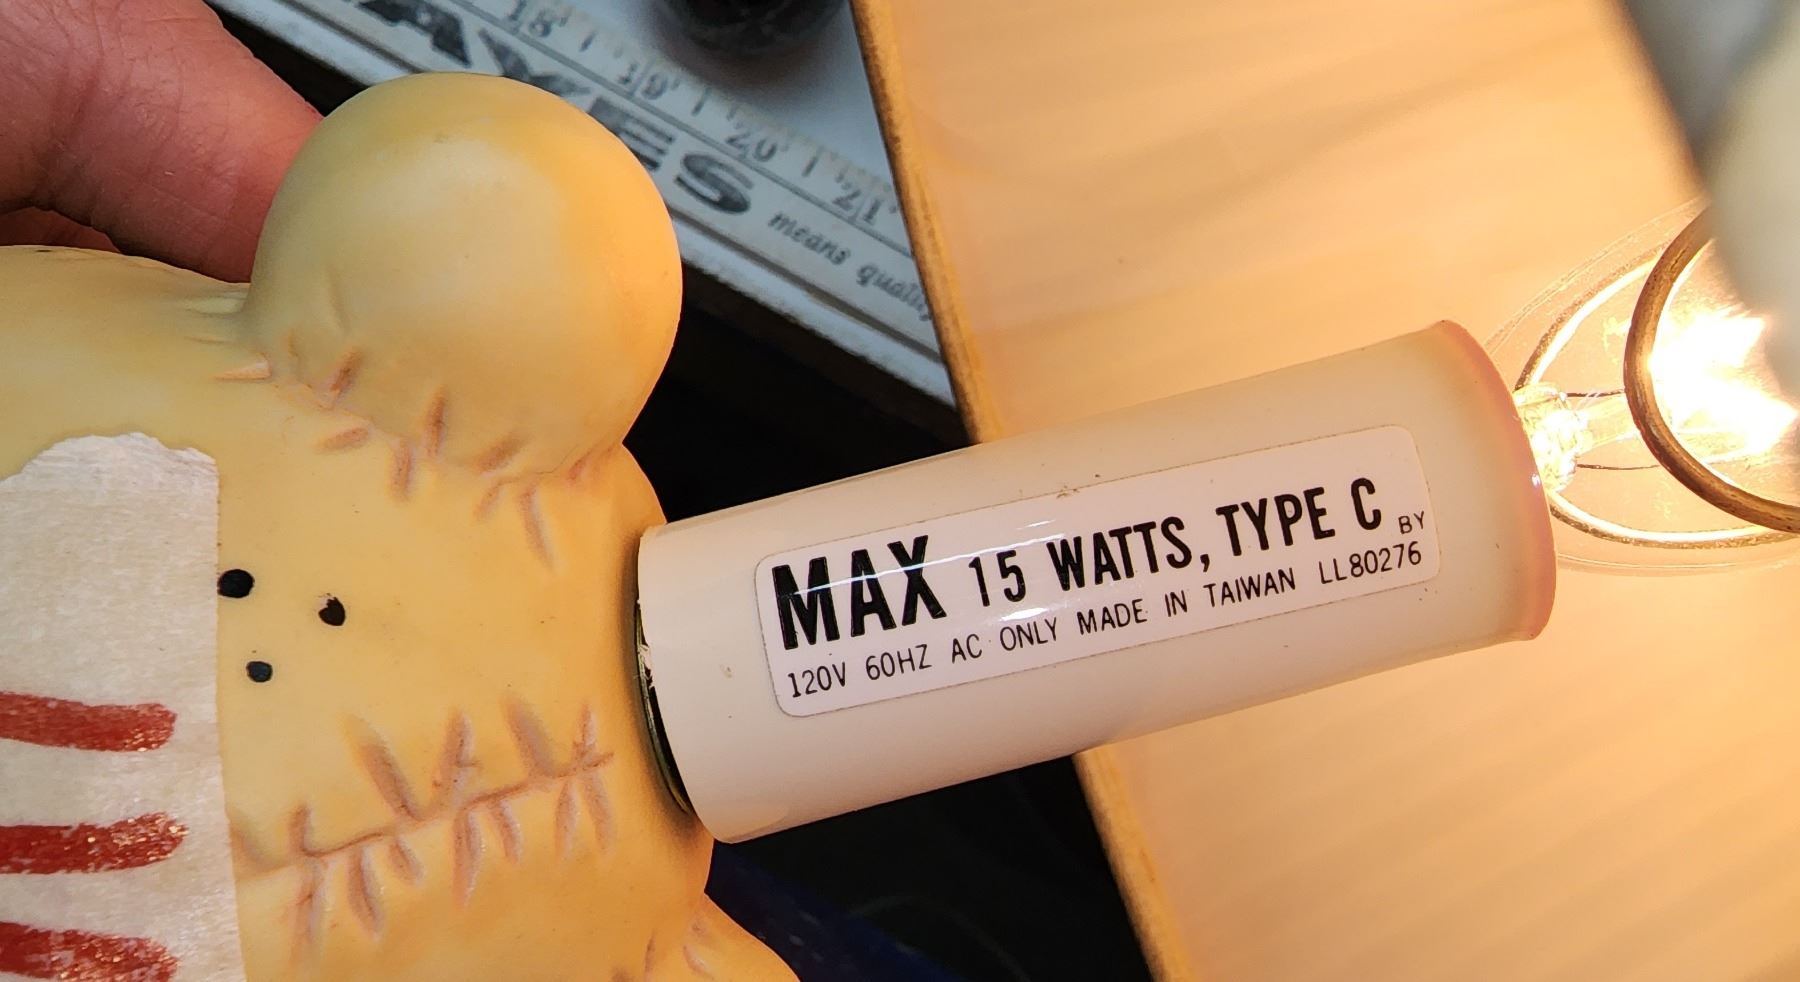 18 19 20 21
AYES means quality
MAX 15 WATTS, TYPE C BY
120V 60HZ AC ONLY MADE IN TAIWAN LL80276